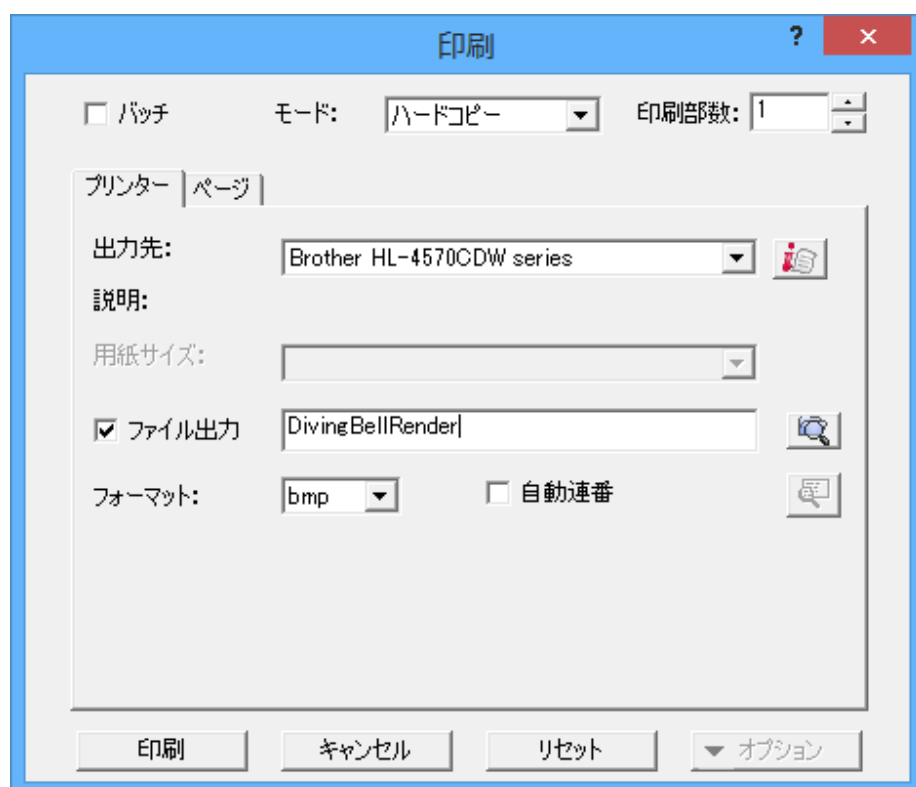 印刷 ? ×
バッチ モード: ハードコピー 印刷部数: 1
プリンター ページ
出力先: Brother HL-4570CDW series
説明:
用紙サイズ:
ファイル出力 DivingBellRender
フォーマット: bmp 自動連番
印刷 キャンセル リセット オプション